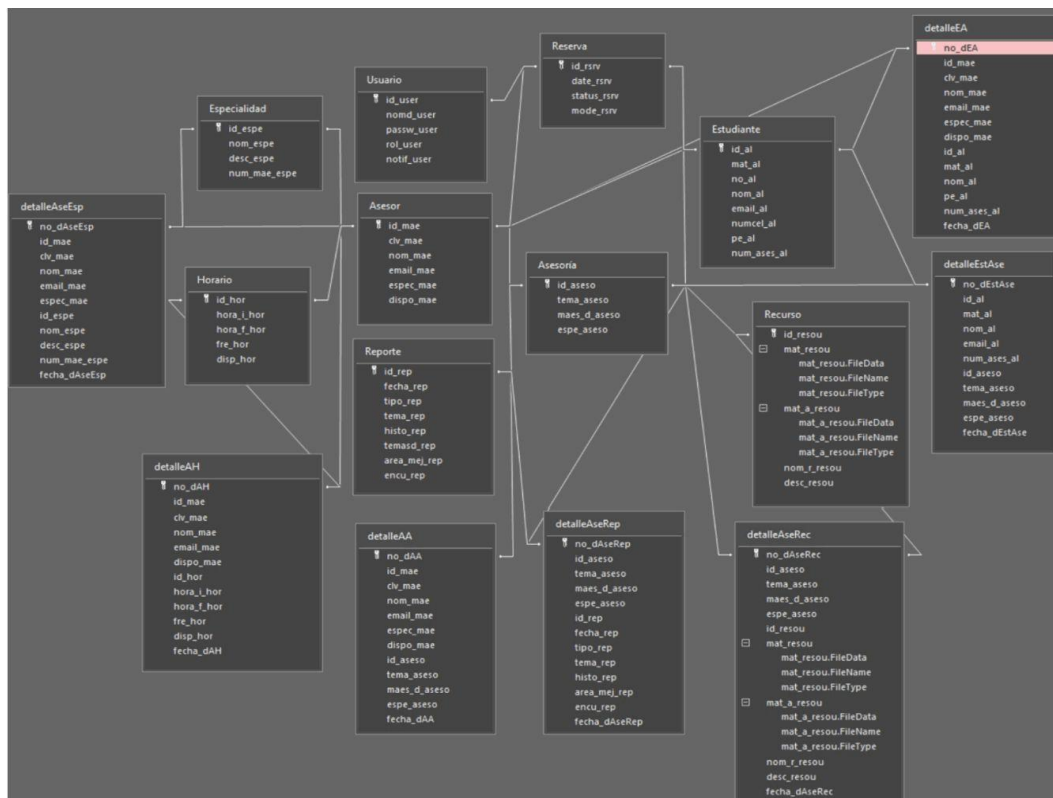 Especialidad
id_espe
nom_espe
desc_espe
num_mae_espe
Usuario
id_user
nomd_user
passw_user
rol_user
notif_user
Reserva
id_rsrv
date_rsrv
status_rsrv
mode_rsrv
detalleEA
no_dEA
id_mae
clv_mae
nom_mae
email_mae
espec_mae
dispo_mae
id_al
mat_al
nom_al
pe_al
num_ases_al
fecha_dEA
Estudiante
id_al
mat_al
no_al
nom_al
email_al
numcel_al
pe_al
num_ases_al
detalleAseEsp
no_dAseEsp
id_mae
clv_mae
nom_mae
email_mae
espec_mae
id_espe
nom_espe
desc_espe
num_mae_espe
fecha_dAseEsp
Horario
id_hor
hora_i_hor
hora_f_hor
fre_hor
disp_hor
Asesor
id_mae
clv_mae
nom_mae
email_mae
espec_mae
dispo_mae
Asesoría
id_aseso
tema_aseso
maes_d_aseso
espe_aseso
Recurso
id_resou
mat_resou
mat_resou.FileData
mat_resou.FileName
mat_resou.FileType
mat_a_resou
mat_a_resou.FileData
mat_a_resou.FileName
mat_a_resou.FileType
nom_r_resou
desc_resou
detalleEstAse
no_dEstAse
id_al
mat_al
nom_al
email_al
num_ases_al
id_aseso
tema_aseso
maes_d_aseso
espe_aseso
fecha_dEstAse
Reporte
id_rep
fecha_rep
tipo_rep
tema_rep
histo_rep
temasd_rep
area_mej_rep
encu_rep
detalleAH
no_dAH
id_mae
clv_mae
nom_mae
email_mae
dispo_mae
id_hor
hora_i_hor
hora_f_hor
fre_hor
disp_hor
fecha_dAH
detalleAA
no_dAA
id_mae
clv_mae
nom_mae
email_mae
espec_mae
dispo_mae
id_aseso
tema_aseso
maes_d_aseso
espe_aseso
fecha_dAA
detalleAseRep
no_dAseRep
id_aseso
tema_aseso
maes_d_aseso
espe_aseso
id_rep
fecha_rep
tipo_rep
tema_rep
histo_rep
area_mej_rep
encu_rep
fecha_dAseRep
detalleAseRec
no_dAseRec
id_aseso
tema_aseso
maes_d_aseso
espe_aseso
id_resou
mat_resou
mat_resou.FileData
mat_resou.FileName
mat_resou.FileType
mat_a_resou
mat_a_resou.FileData
mat_a_resou.FileName
mat_a_resou.FileType
nom_r_resou
desc_resou
fecha_dAseRec